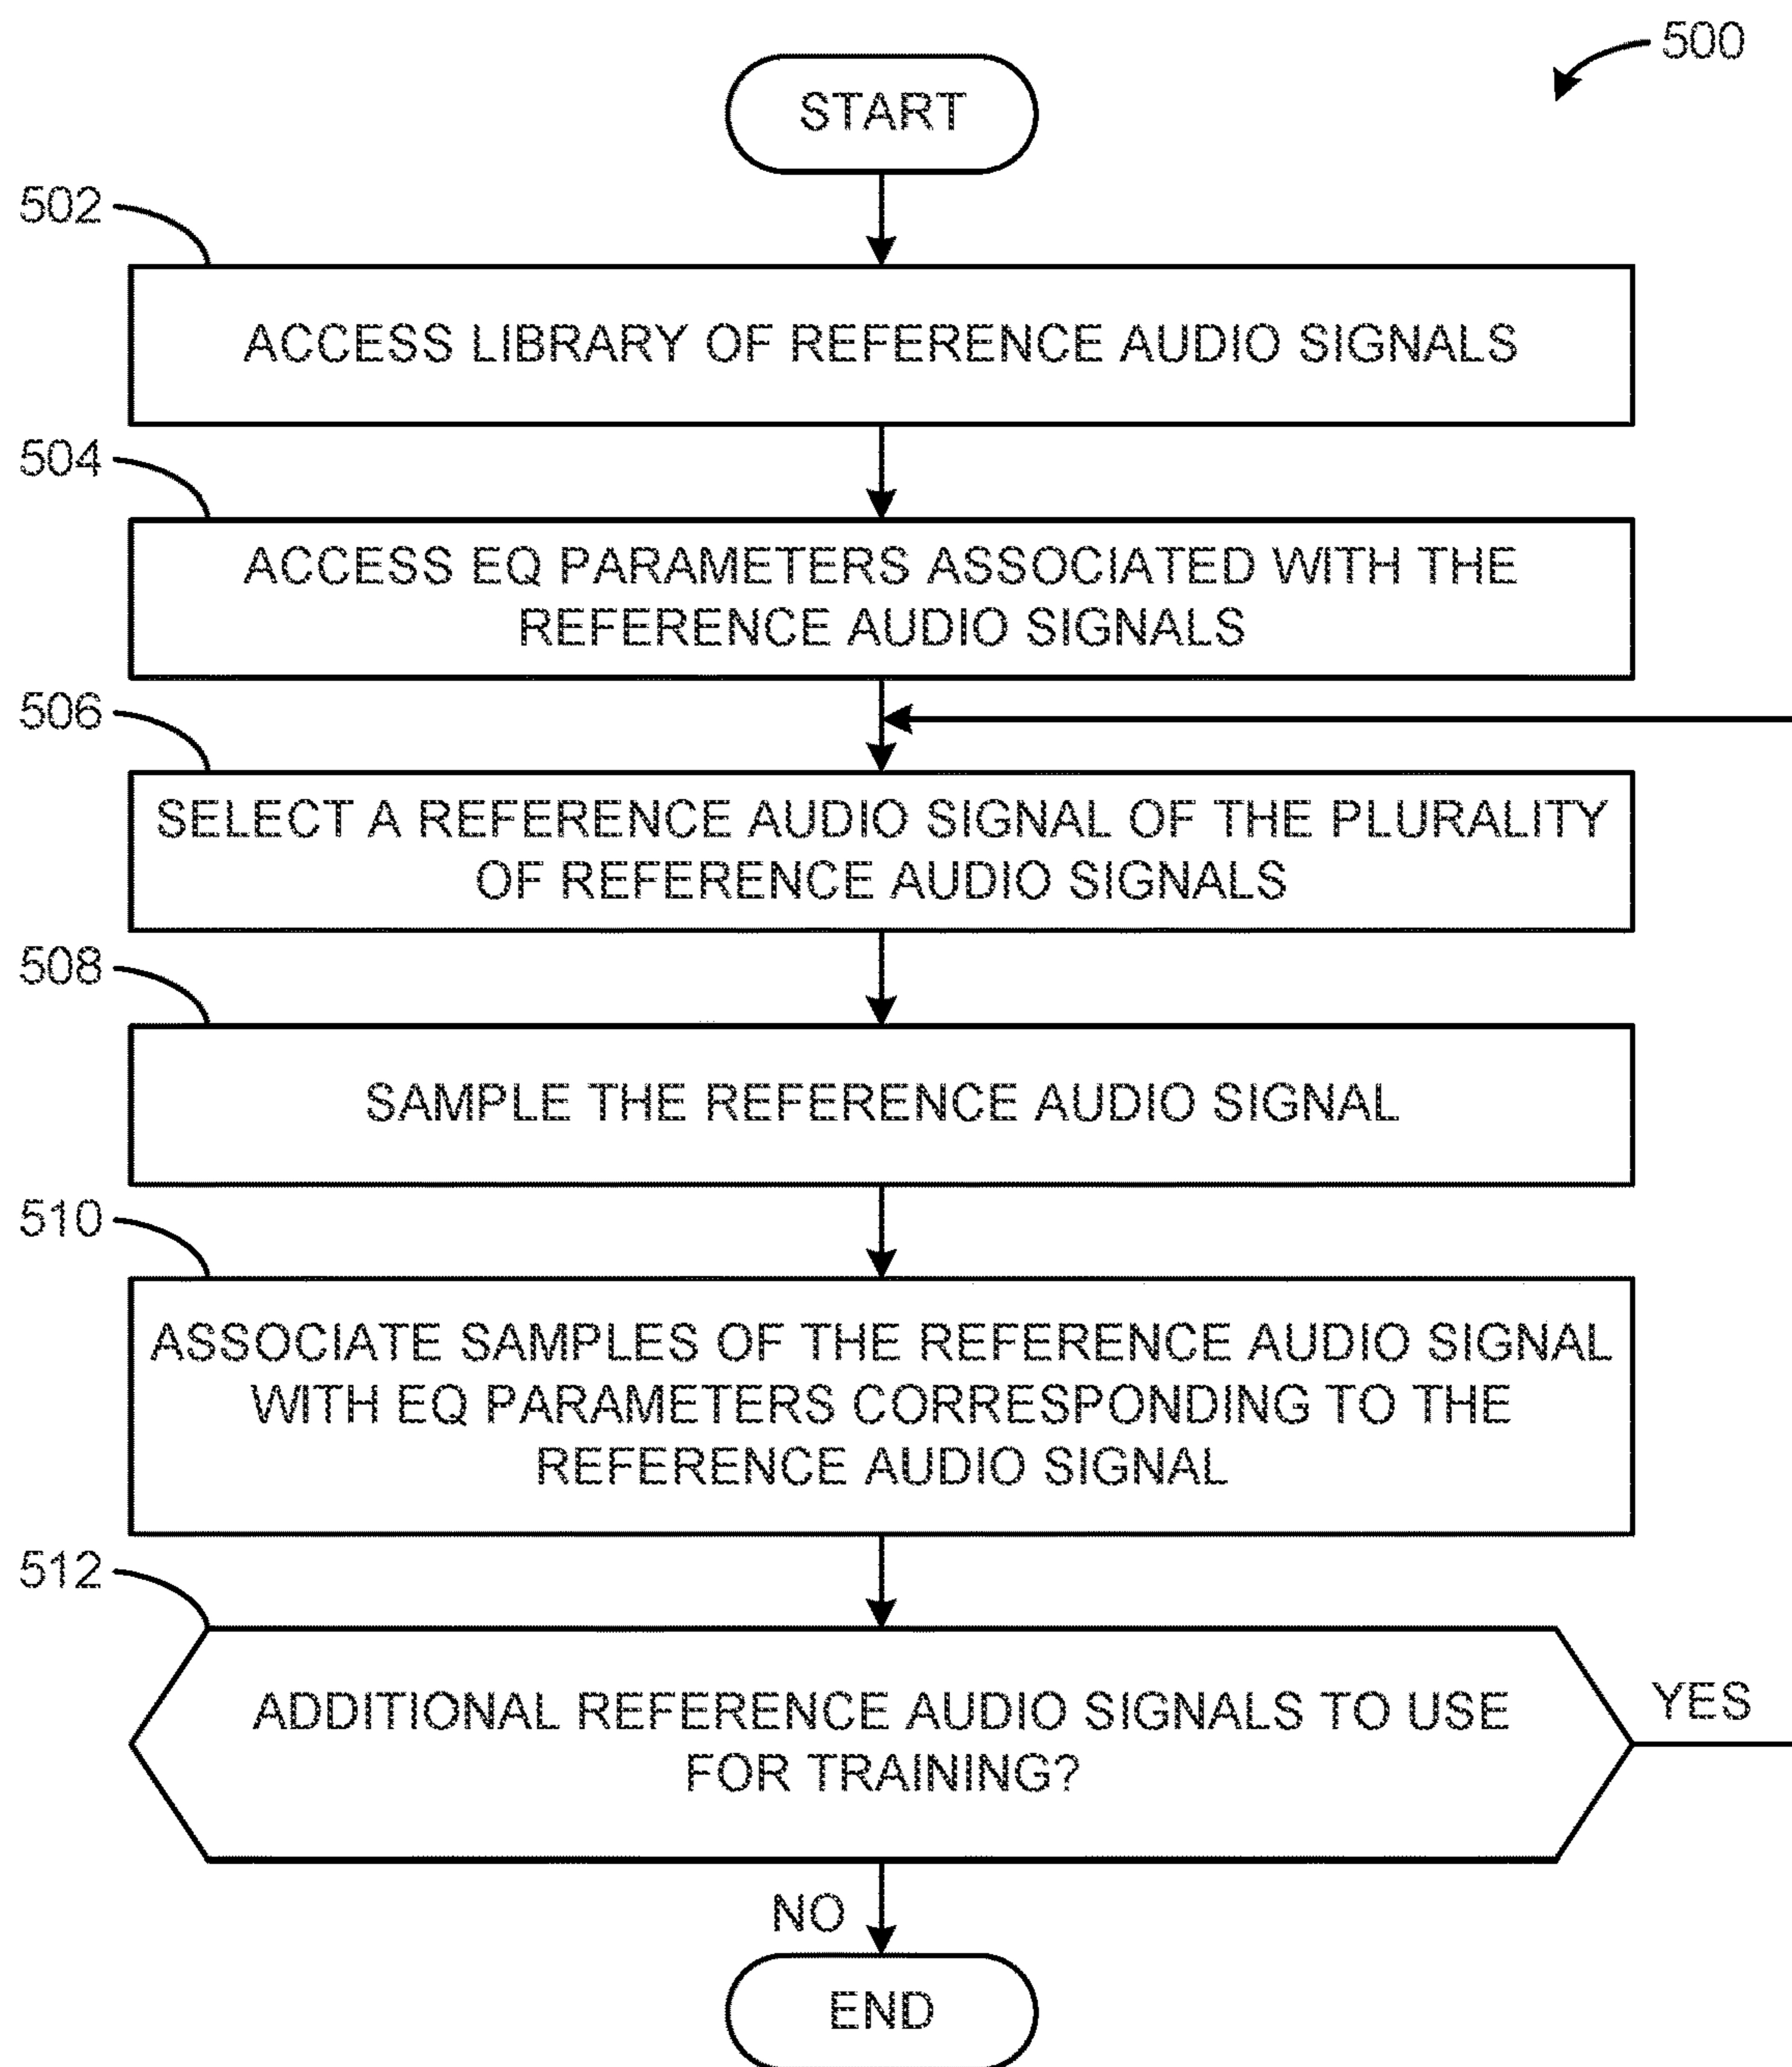 500
START
502
ACCESS LIBRARY OF REFERENCE AUDIO SIGNALS
504
ACCESS EQ PARAMETERS ASSOCIATED WITH THE
REFERENCE AUDIO SIGNALS
506
SELECT A REFERENCE AUDIO SIGNAL OF THE PLURALITY
OF REFERENCE AUDIO SIGNALS
508
SAMPLE THE REFERENCE AUDIO SIGNAL
510
ASSOCIATE SAMPLES OF THE REFERENCE AUDIO SIGNAL
WITH EQ PARAMETERS CORRESPONDING TO THE
REFERENCE AUDIO SIGNAL
512
ADDITIONAL REFERENCE AUDIO SIGNALS TO USE
FOR TRAINING?
YES
NO
END